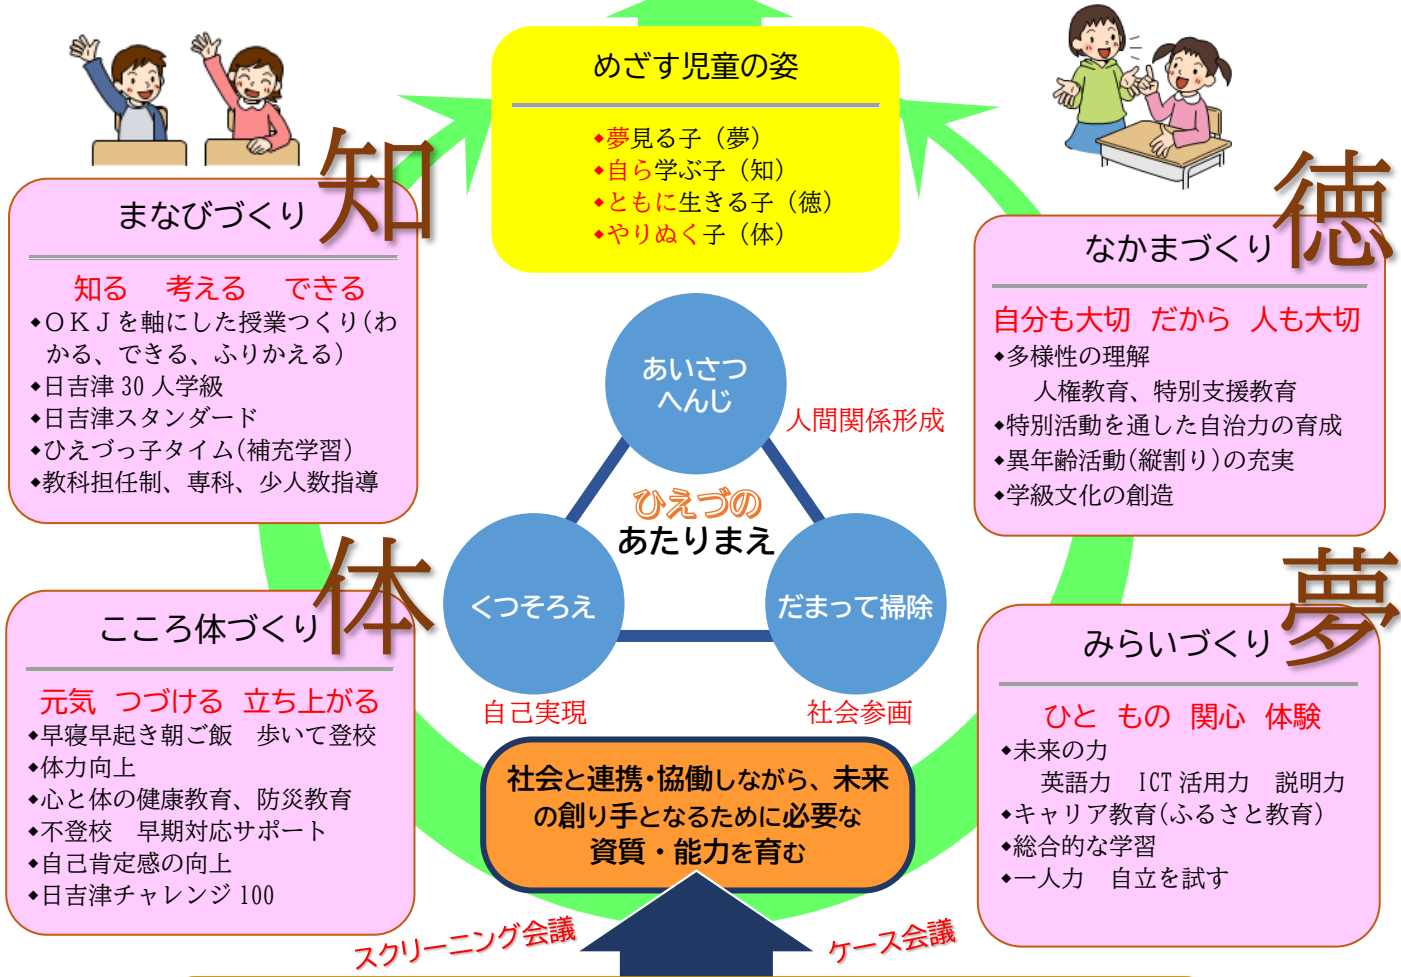 めざす児童の姿
◆夢見る子（夢）
◆自ら学ぶ子（知）
◆ともに生きる子（徳）
◆やりぬく子（体）
知
まなびづくり
知る 考える できる
◆ＯＫＪを軸にした授業つくり(わ
かる、できる、ふりかえる)
◆日吉津 30 人学級
◆日吉津スタンダード
◆ひえづっ子タイム(補充学習)
◆教科担任制、専科、少人数指導
徳
なかまづくり
自分も大切 だから 人も大切
◆多様性の理解
人権教育、特別支援教育
◆特別活動を通した自治力の育成
◆異年齢活動(縦割り)の充実
◆学級文化の創造
あいさつ
へんじ
人間関係形成
ひえづの
あたりまえ
くつそろえ
だまって掃除
自己実現
社会参画
体
こころ体づくり
元気 つづける 立ち上がる
◆早寝早起き朝ご飯 歩いて登校
◆体力向上
◆心と体の健康教育、防災教育
◆不登校 早期対応サポート
◆自己肯定感の向上
◆日吉津チャレンジ 100
夢
みらいづくり
ひと もの 関心 体験
◆未来の力
英語力 ICT 活用力 説明力
◆キャリア教育(ふるさと教育)
◆総合的な学習
◆一人力 自立を試す
社会と連携・協働しながら、未来
の創り手となるために必要な
資質・能力を育む
スクリーニング会議
ケース会議